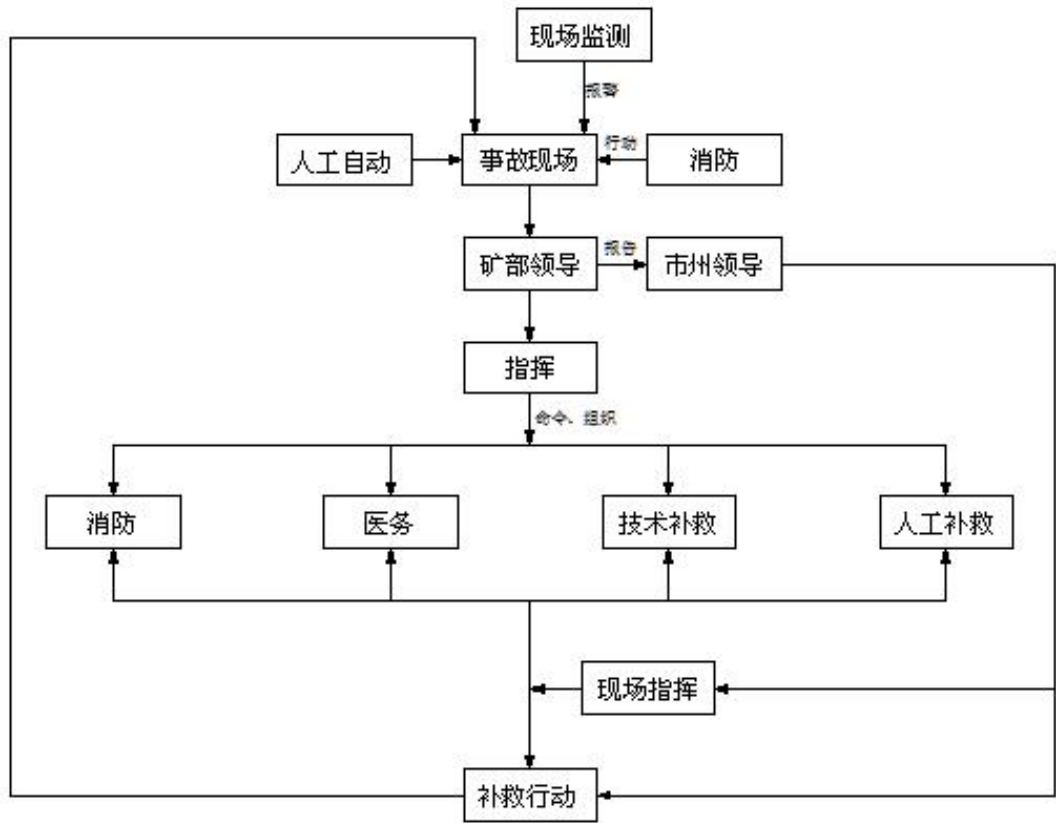 现场监测
报警
人工自动
事故现场
行动
消防
矿部领导
报告
市州领导
指挥
命令、组织
消防
医务
技术补救
人工补救
现场指挥
补救行动